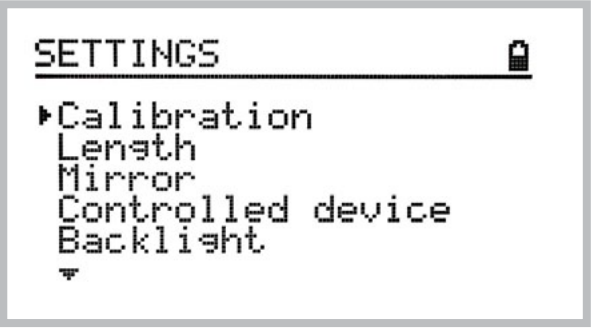 SETTINGS
Calibration
Length
Mirror
Controlled device
Backlight